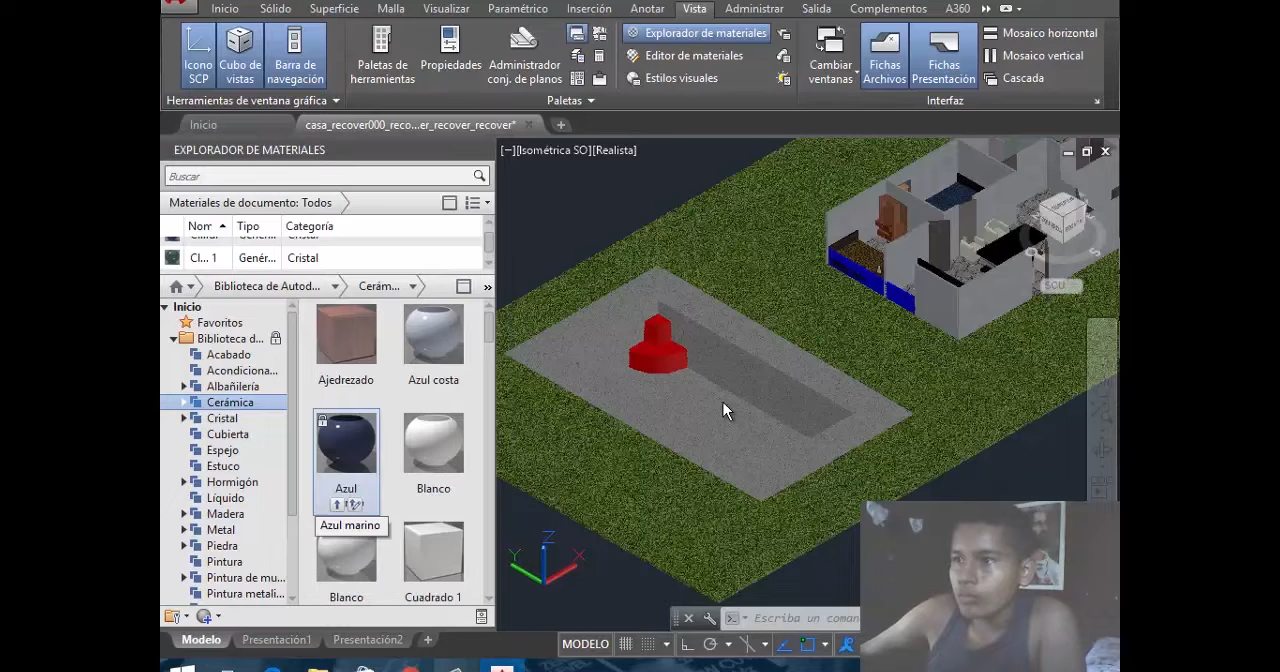 Inicio Sólido Superficie Malla Visualizar Paramétrico Inserción Anotar Vista Administrar Salida Complementos A360
Icono SCP
Cubo de vistas
Barra de navegación
Paletas de herramientas
Propiedades
Administrador conj. de planos
Explorador de materiales
Editor de materiales
Estilos visuales
Cambiar ventanas
Fichas Archivos
Fichas Presentación
Mosaico horizontal
Mosaico vertical
Cascada
Herramientas de ventana gráfica
Paletas
Interfaz
Inicio
casa_recover000_reco...er_recover_recover*
EXPLORADOR DE MATERIALES
[−][Isométrica SO][Realista]
Buscar
Materiales de documento: Todos
Nom Tipo Categoría
Cristal
Cl... 1 Genér... Cristal
Biblioteca de Autod... Cerám...
Inicio
Favoritos
Biblioteca d...
Acabado
Acondiciona...
Albañilería
Cerámica
Cristal
Cubierta
Espejo
Estuco
Hormigón
Líquido
Madera
Metal
Piedra
Pintura
Pintura de mu...
Pintura metali...
Ajedrezado
Azul costa
Azul
Blanco
Azul marino
Blanco
Cuadrado 1
S
SCU
Z
Y
X
Escriba un coman
Modelo Presentación1 Presentación2 +
MODELO